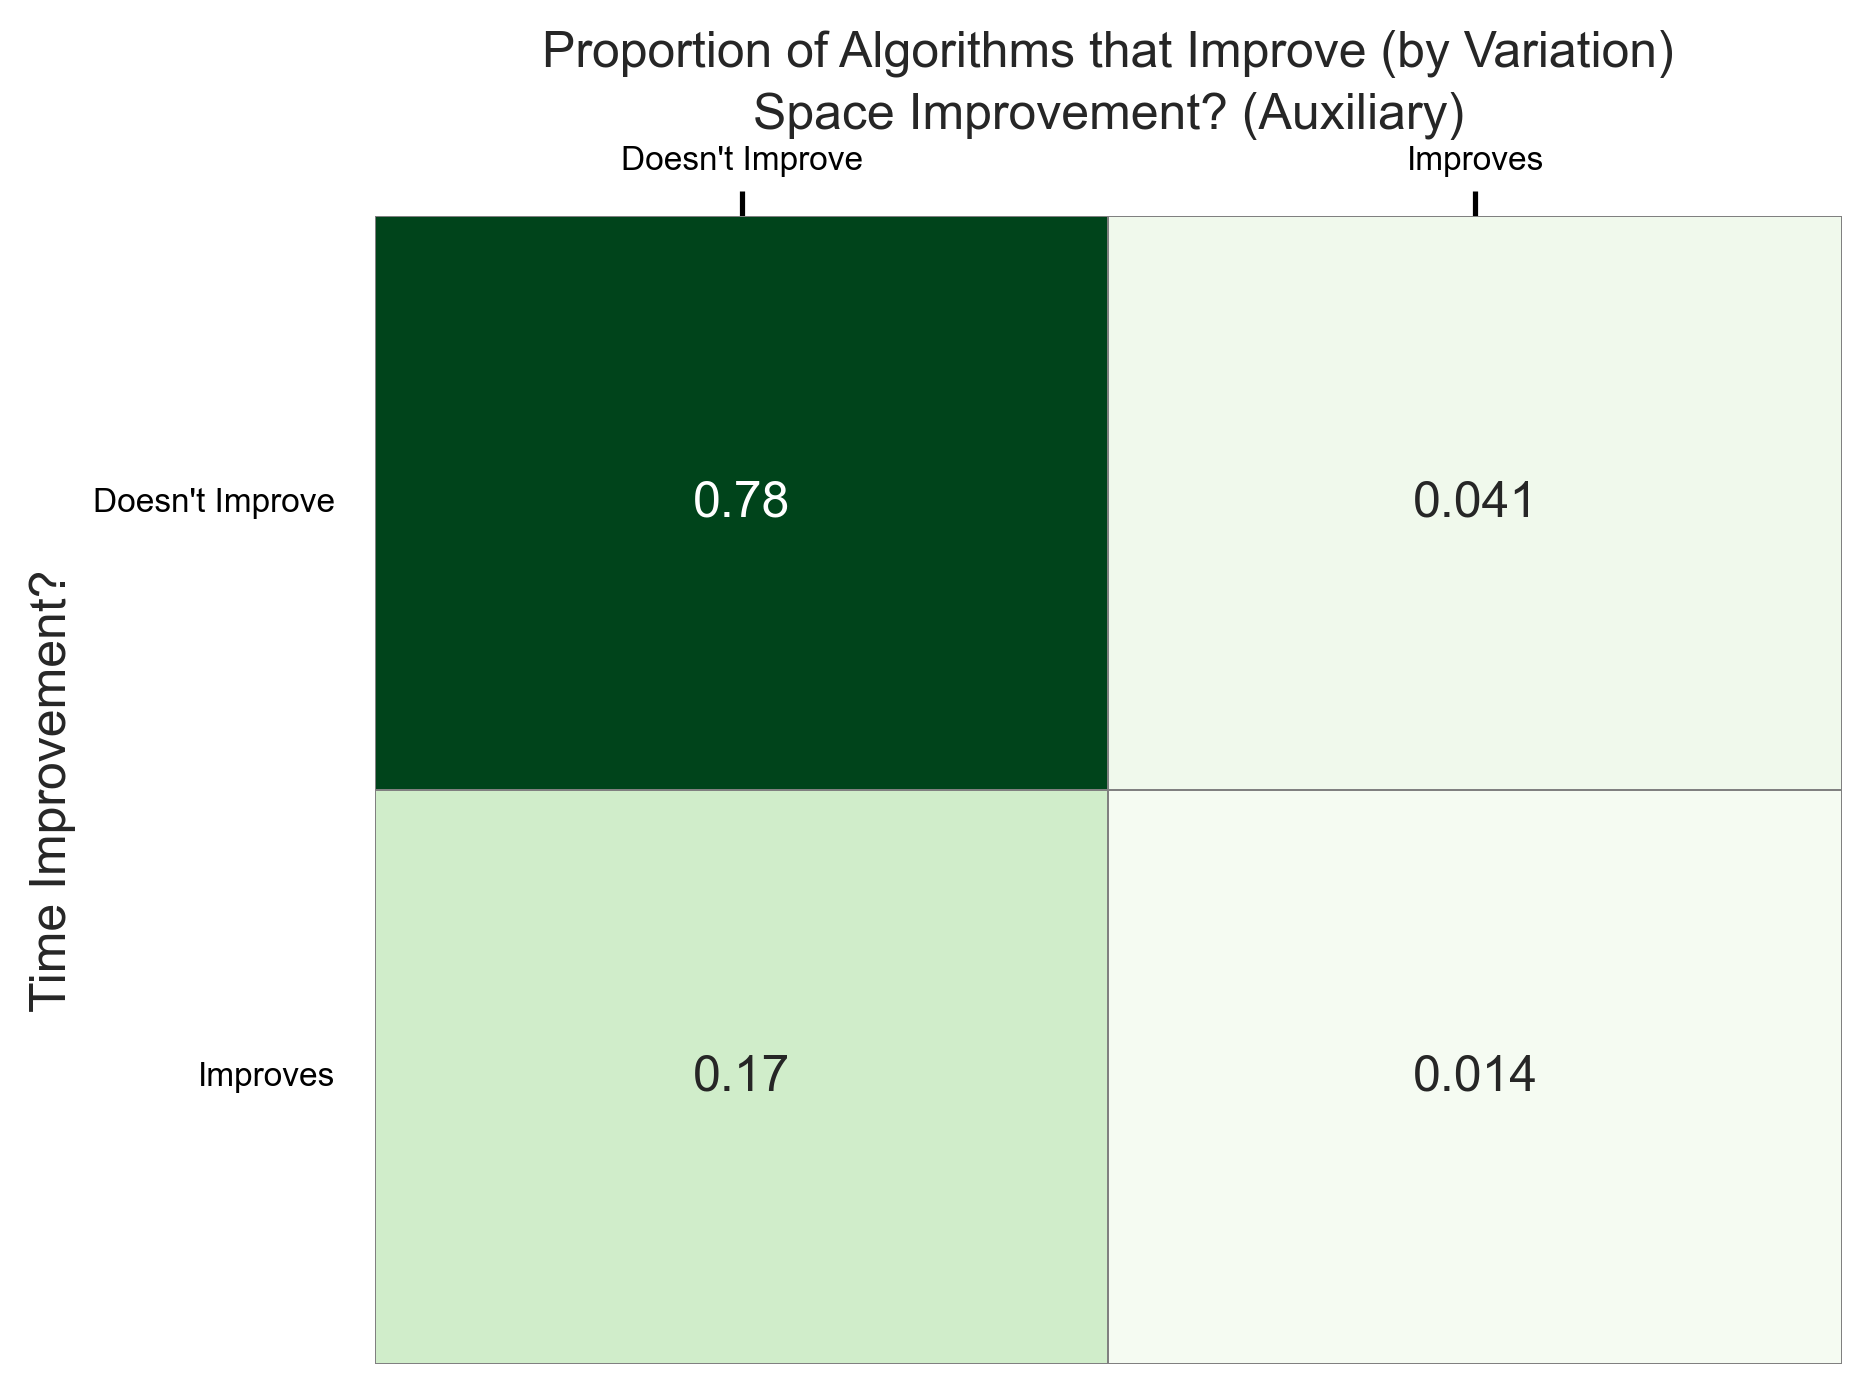 Proportion of Algorithms that Improve (by Variation)
Space Improvement? (Auxiliary)
Doesn't Improve
Improves
Time Improvement?
Doesn't Improve
0.78
0.041
Improves
0.17
0.014